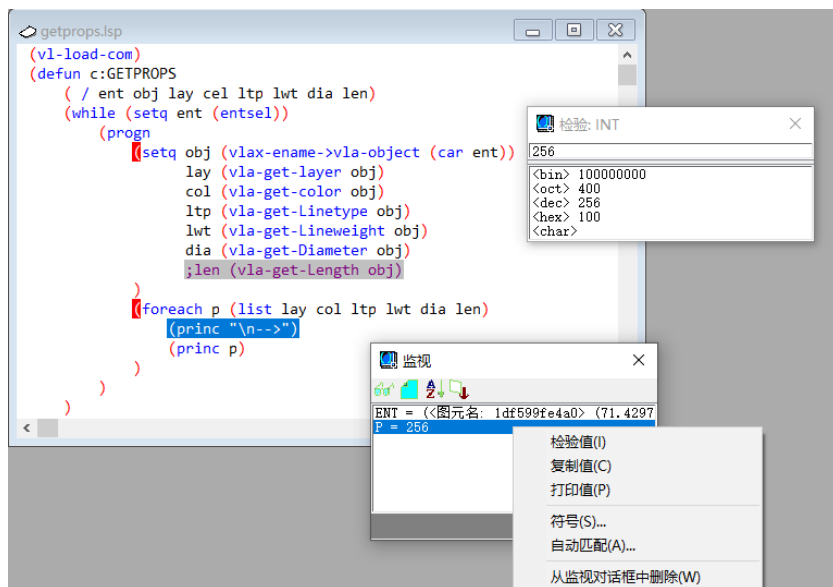 getprops.lsp
(vl-load-com)
(defun c:GETPROPS
( / ent obj lay cel ltp lwt dia len)
(while (setq ent (entsel))
(progn
(setq obj (vlax-ename->vla-object (car ent))
lay (vla-get-layer obj)
col (vla-get-color obj)
ltp (vla-get-Linetype obj)
lwt (vla-get-Lineweight obj)
dia (vla-get-Diameter obj)
;len (vla-get-Length obj)
)
(foreach p (list lay col ltp lwt dia len)
(princ "\n-->")
(princ p)
)
)
)
检验: INT
256
<bin> 100000000
<oct> 400
<dec> 256
<hex> 100
<char>
监视
ENT = (<图元名: 1df599fe4a0> (71.4297
P = 256
检验值(I)
复制值(C)
打印值(P)
符号(S)...
自动匹配(A)...
从监视对话框中删除(W)